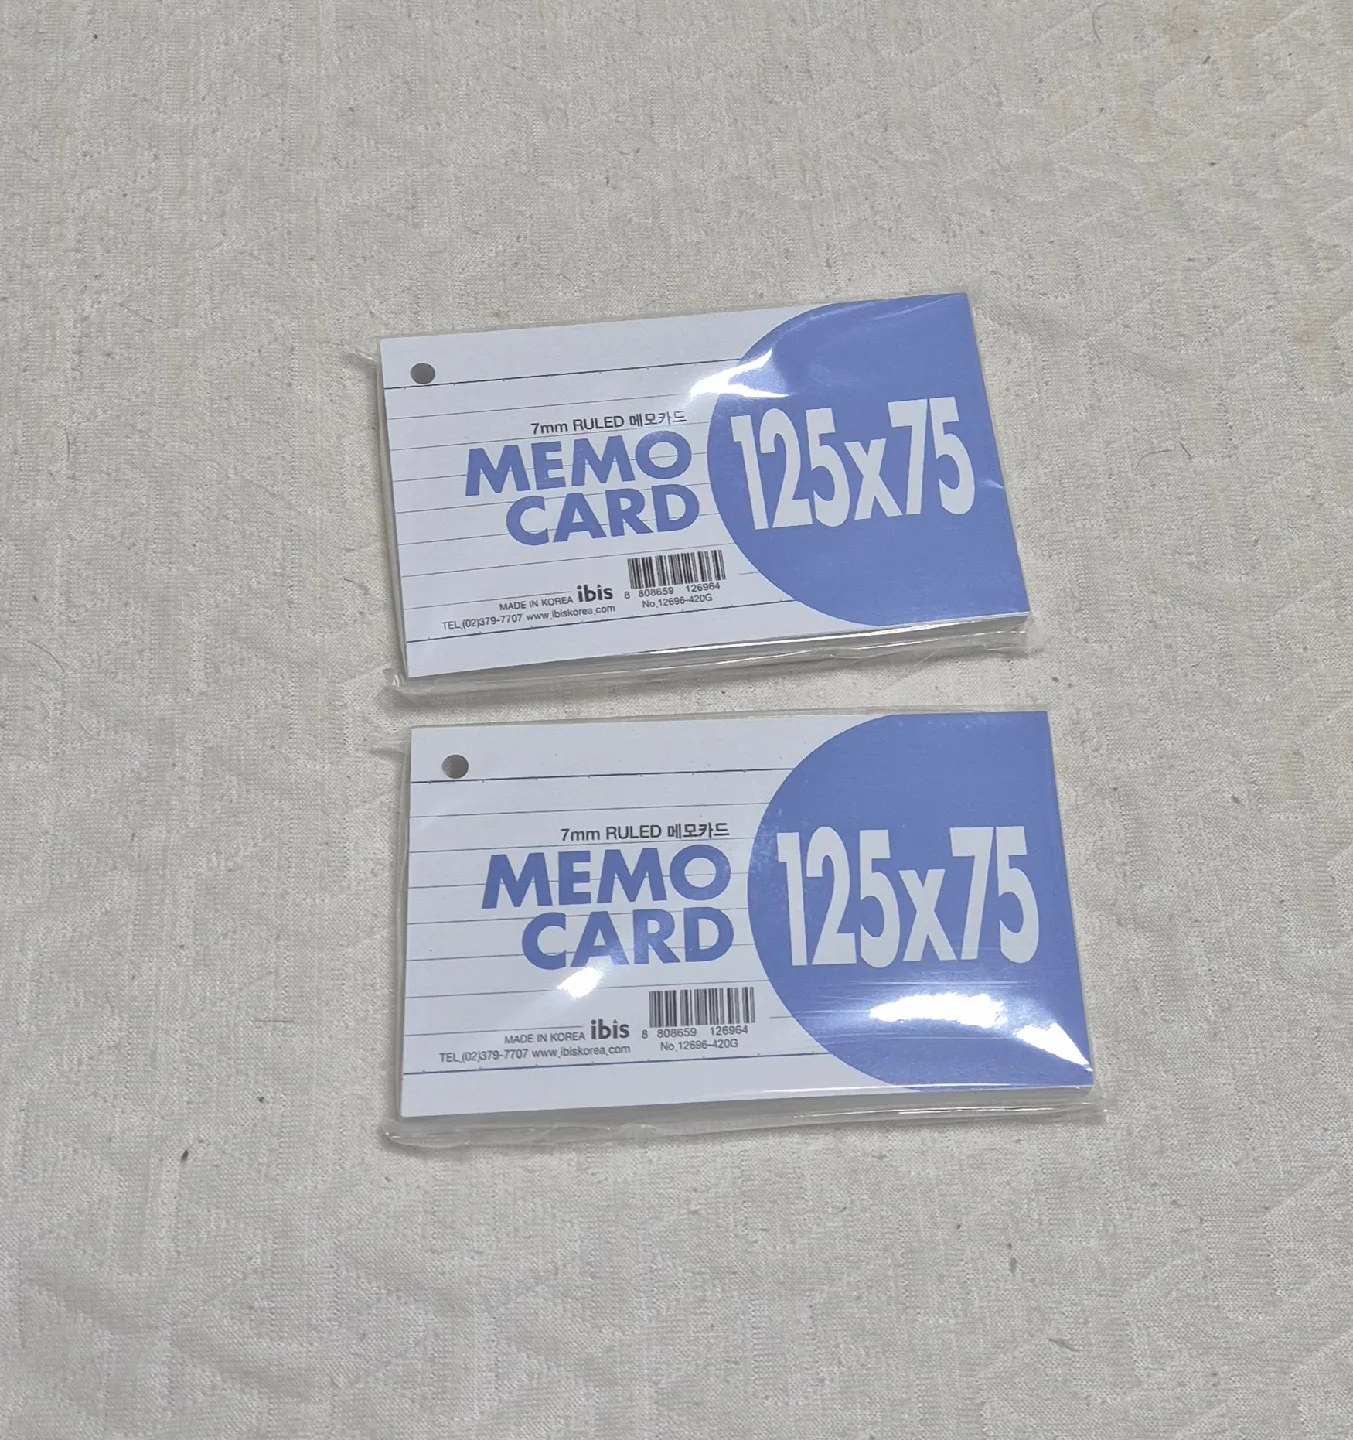 7mm RULED 메모카드
MEMO
CARD
125x75
MADE IN KOREA ibis
TEL.(02)379-7707 www.ibiskorea.com
8 808659 126964
No.12696-420G
7mm RULED 메모카드
MEMO
CARD
125x75
MADE IN KOREA ibis
TEL.(02)379-7707 www.ibiskorea.com
8 808659 126964
No.12696-420G